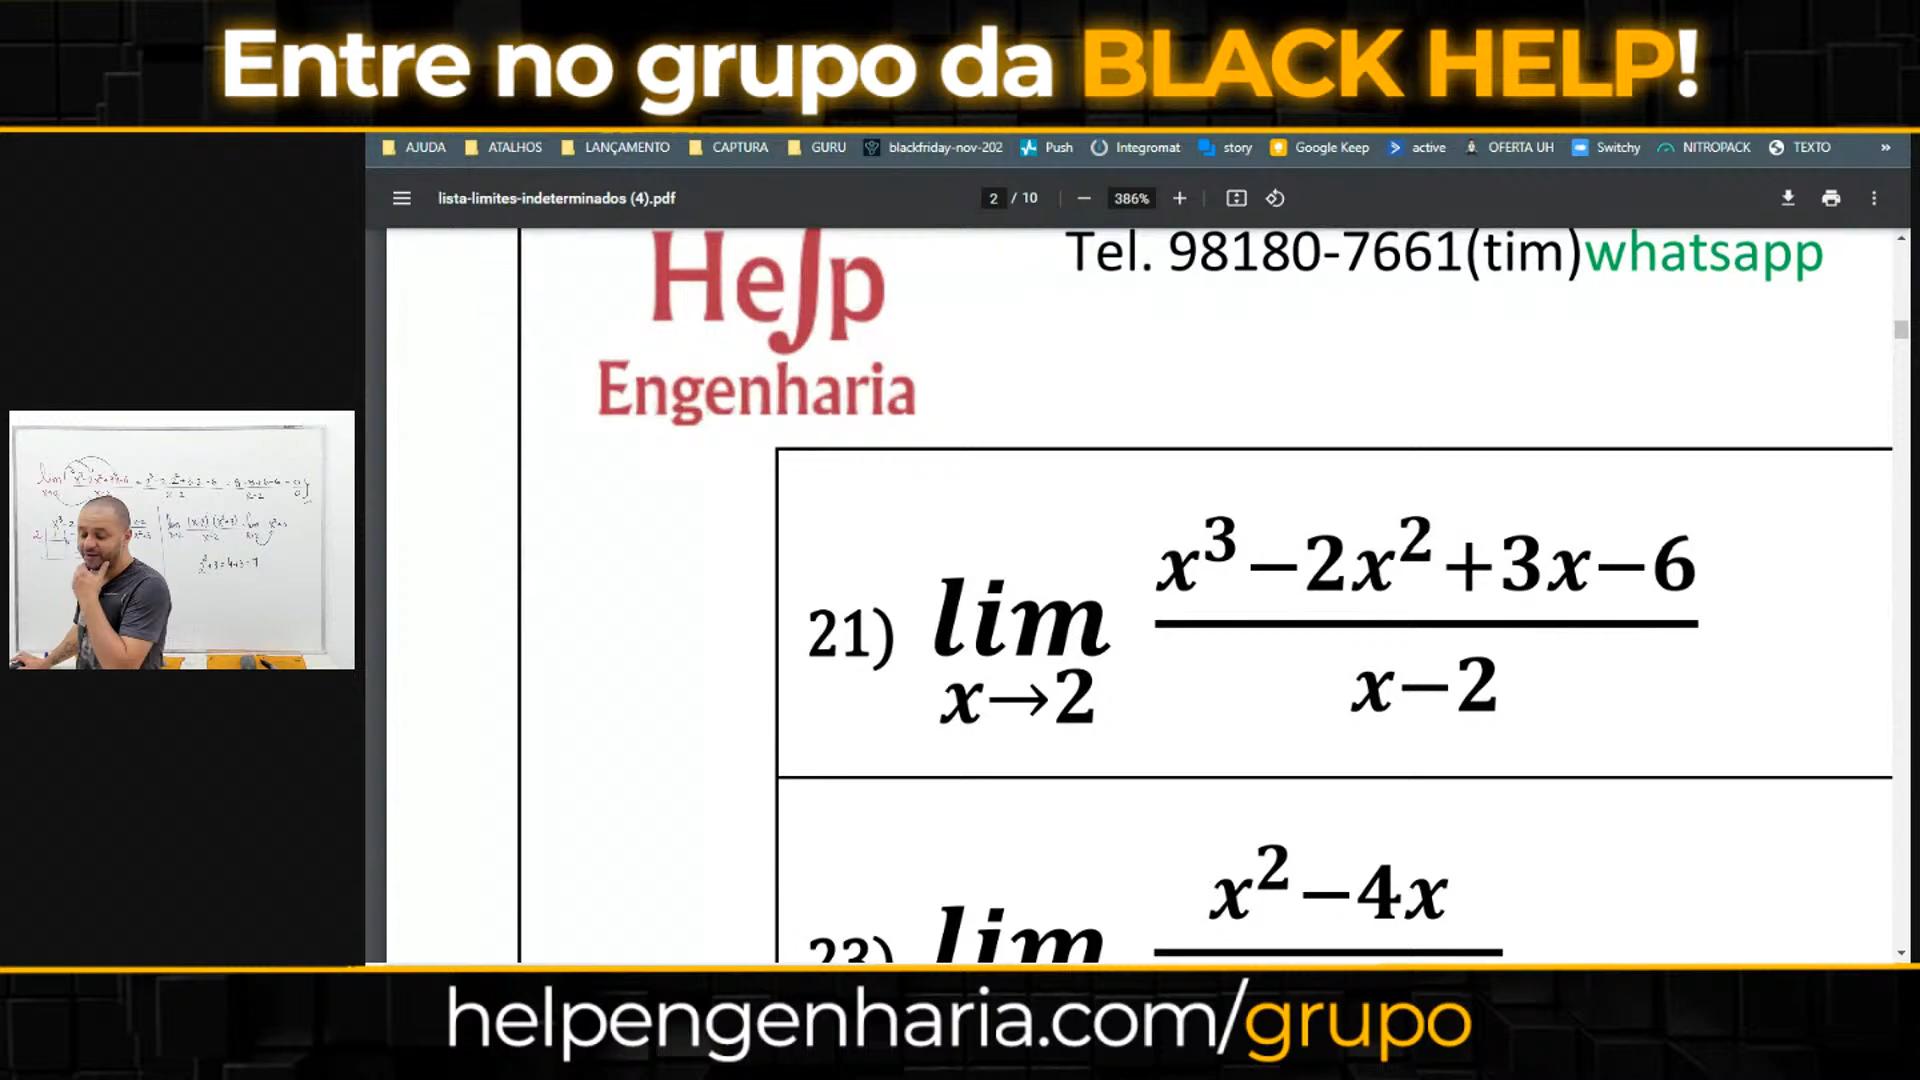 Entre no grupo da BLACK HELP!
AJUDA ATALHOS LANÇAMENTO CAPTURA GURU blackfriday-nov-202 Push Integromat story Google Keep active OFERTA UH Switchy NITROPACK TEXTO »
lista-limites-indeterminados (4).pdf 2 / 10 − 386% +
Help
Engenharia
Tel. 98180-7661(tim)whatsapp
x³−2x²+3x−6
21) lim
x→2
x−2
x²−4x
23) lim
helpengenharia.com/grupo